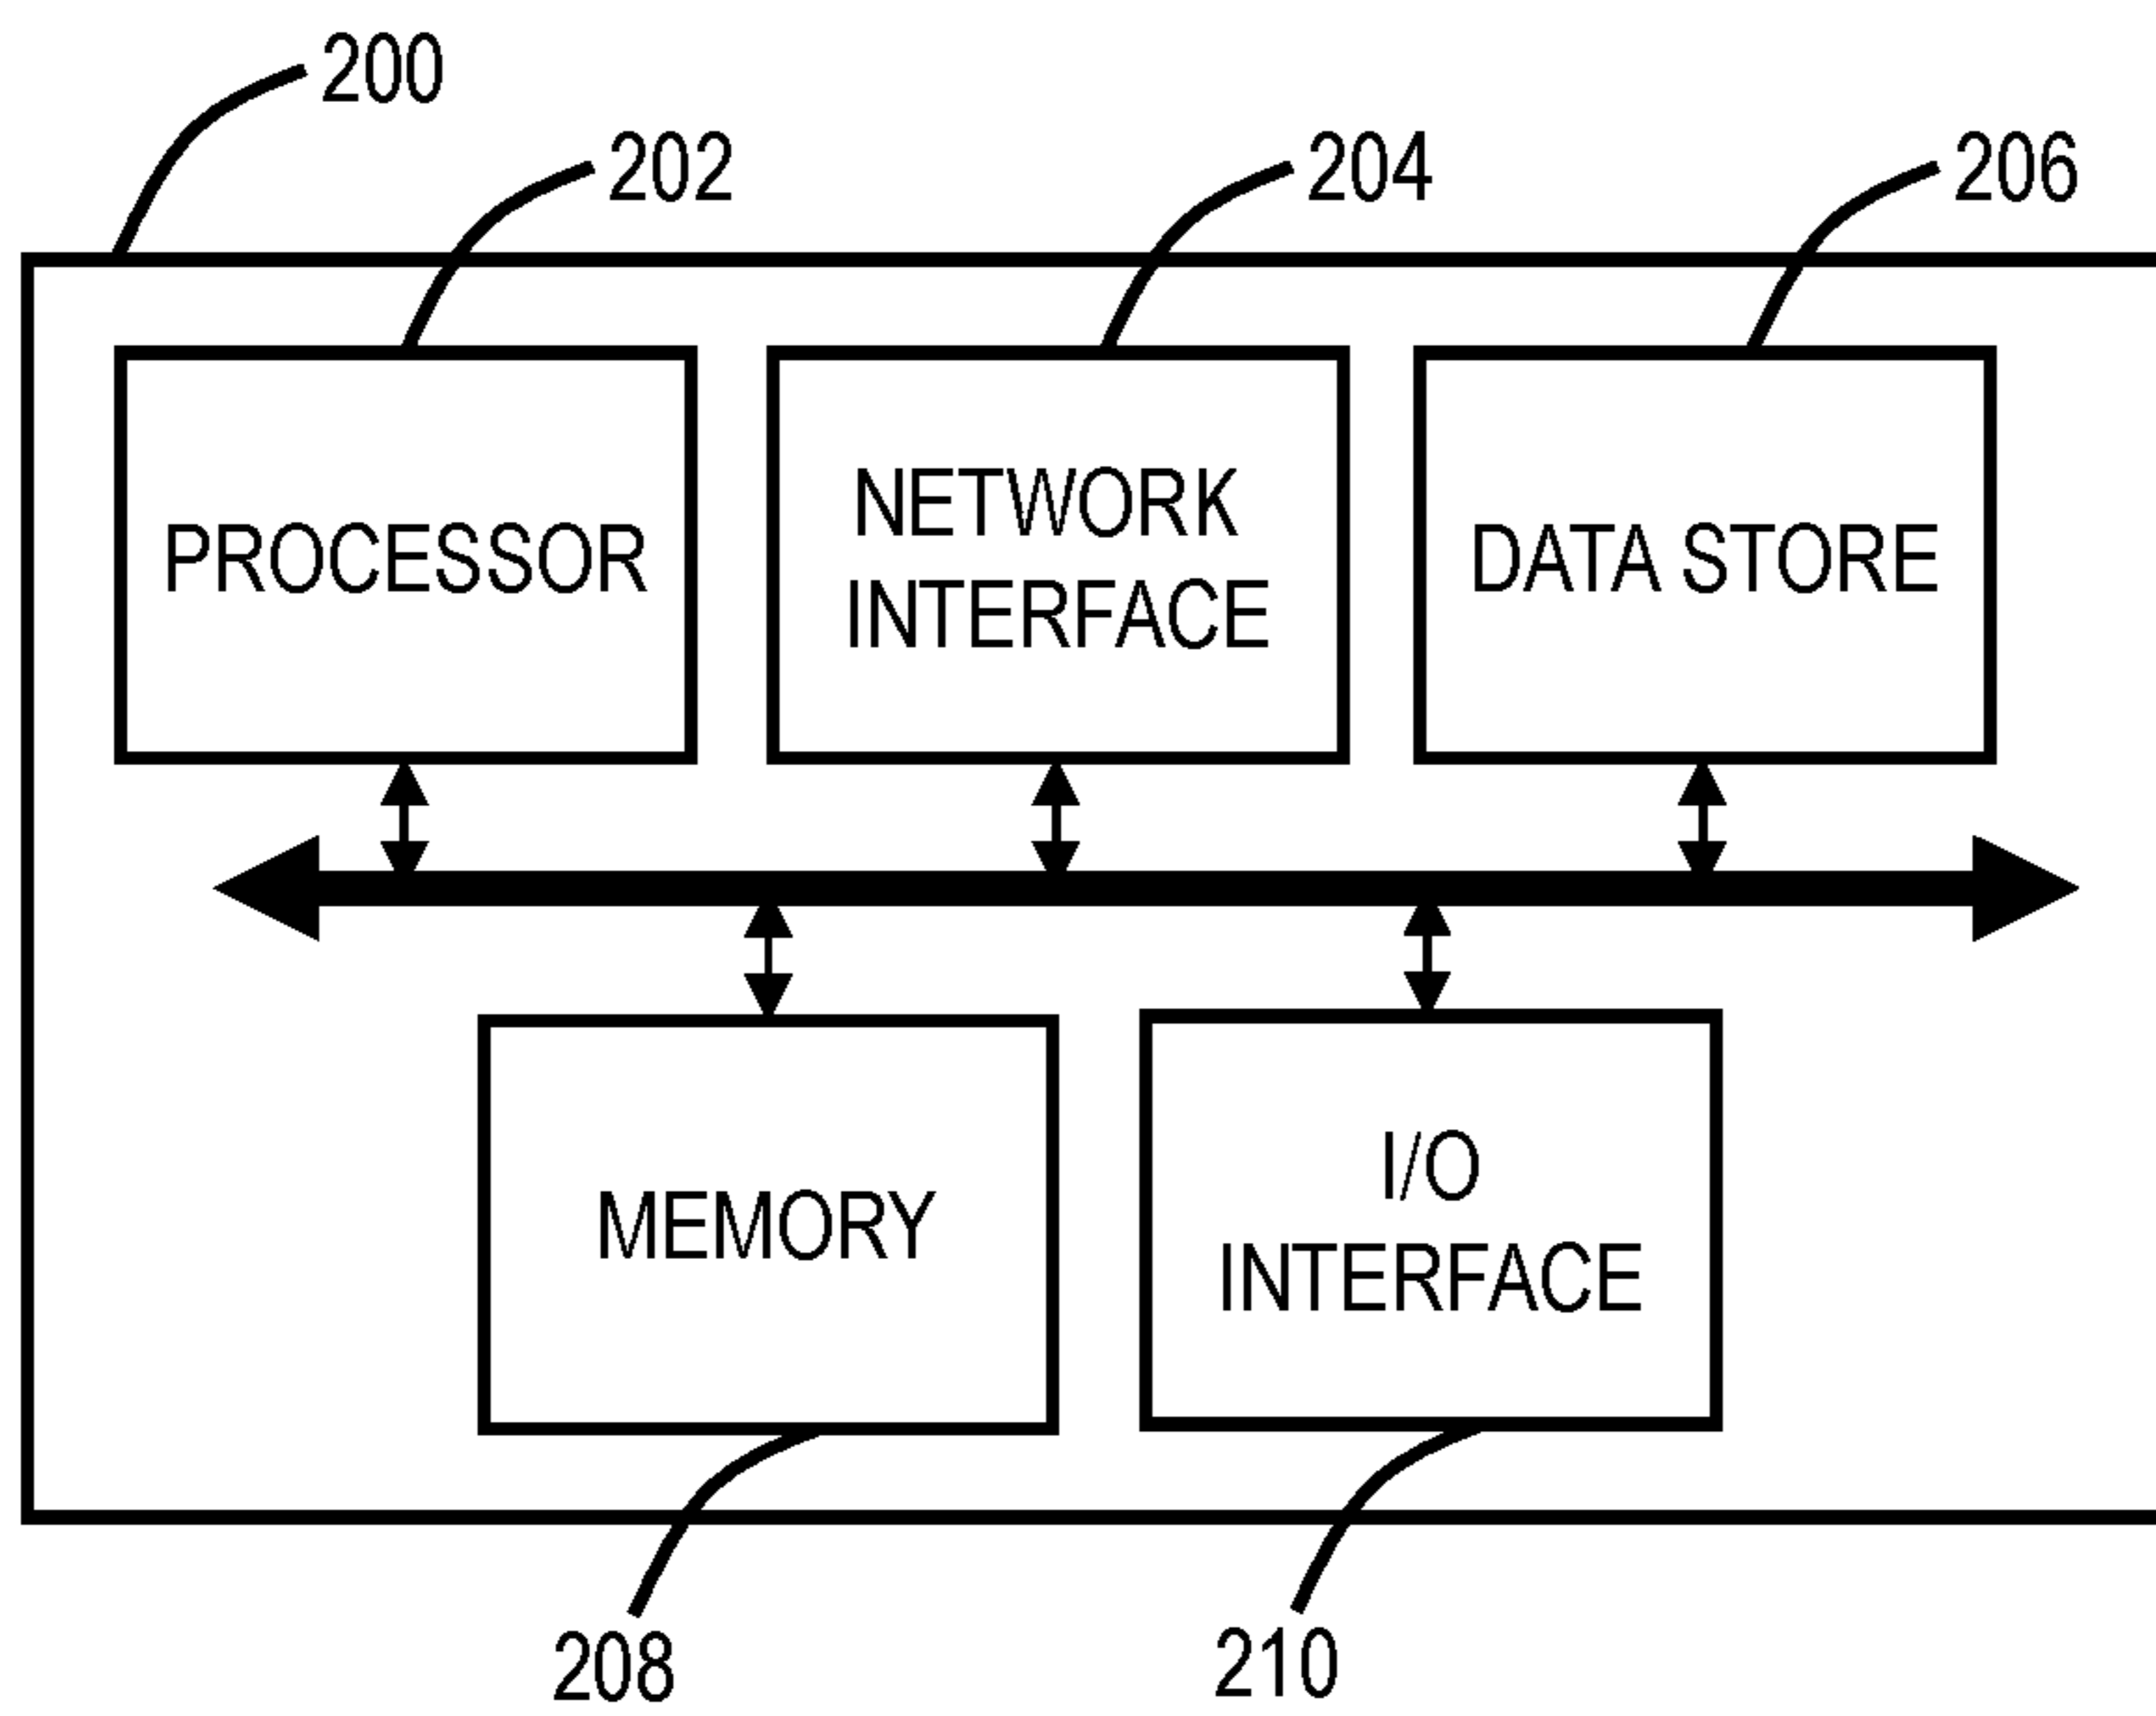 200
202
204
206
PROCESSOR
NETWORK
INTERFACE
DATA STORE
MEMORY
I/O
INTERFACE
208
210